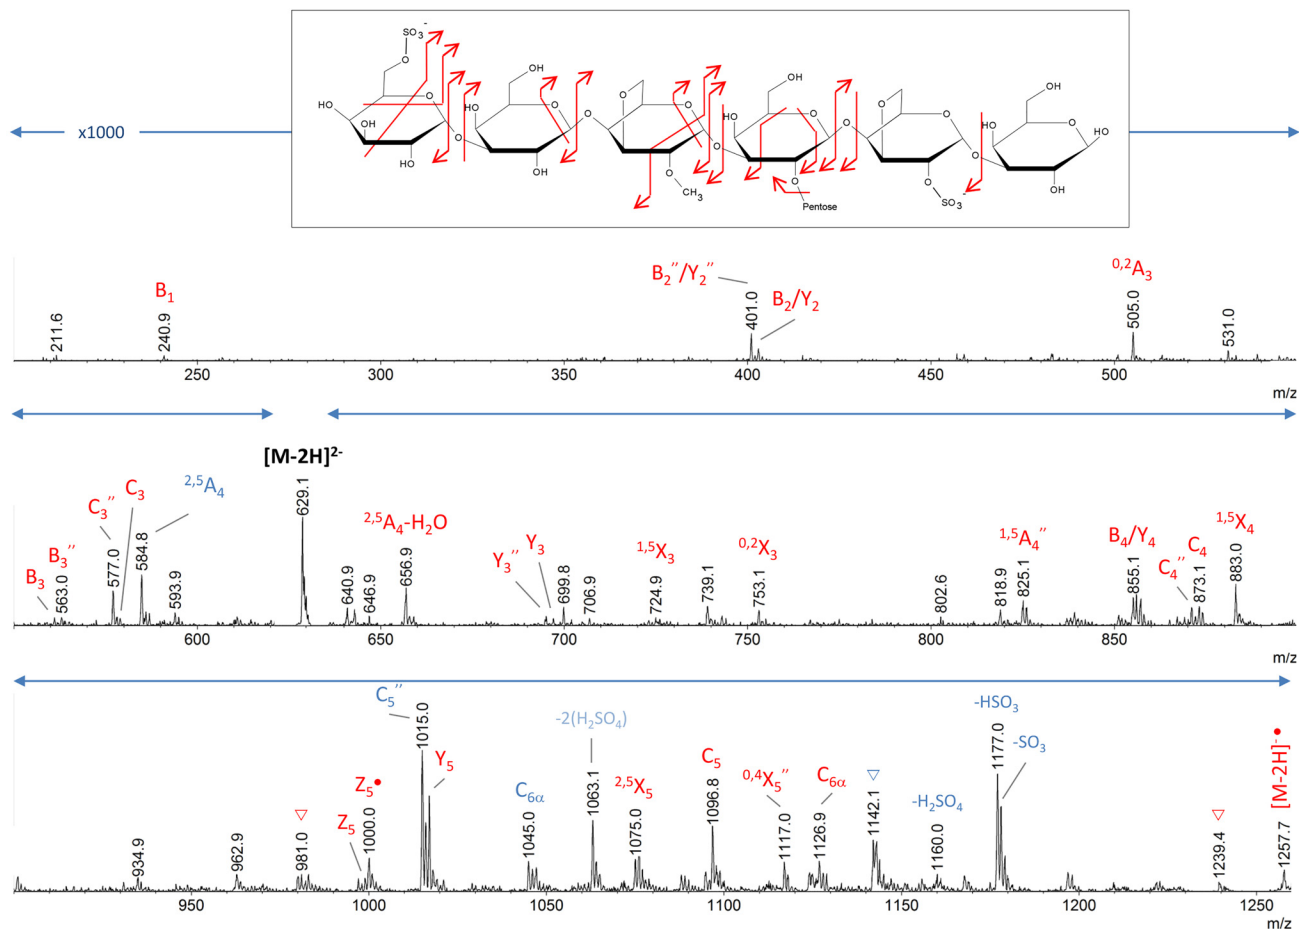 SO3-
O
OH
OH
OH
HO
O
HO
O
O
HO
O
O
HO
O
O
HO
O
HO
O
OH
HO
O
O
O
O
OH
OH
O
O
OH
CH3
Pentose
SO3-
x1000
B2''/Y2''
0,2A3
B1
B2/Y2
211.6
240.9
401.0
505.0
531.0
250 300 350 400 450 500
m/z
[M-2H]2-
C3'' C3 2,5A4
629.1
2,5A4-H2O
1,5A4''
B4/Y4
1,5X4
B3 B3''
Y3'' Y3
1,5X3
0,2X3
C4'' C4
563.0
577.0
584.8
593.9
640.9
646.9
656.9
699.8
706.9
724.9
739.1
753.1
802.6
818.9
825.1
855.1
873.1
883.0
600 650 700 750 800 850
m/z
C5''
-2(H2SO4)
-HSO3
-SO3
[M-2H]-•
Y5
C5
Z5•
Z5
C6α
2,5X5
0,4X5''
C6α
-H2SO4
934.9
962.9
981.0
1000.0
1015.0
1045.0
1063.1
1075.0
1096.8
1117.0
1126.9
1142.1
1160.0
1177.0
1239.4
1257.7
950 1000 1050 1100 1150 1200 1250
m/z